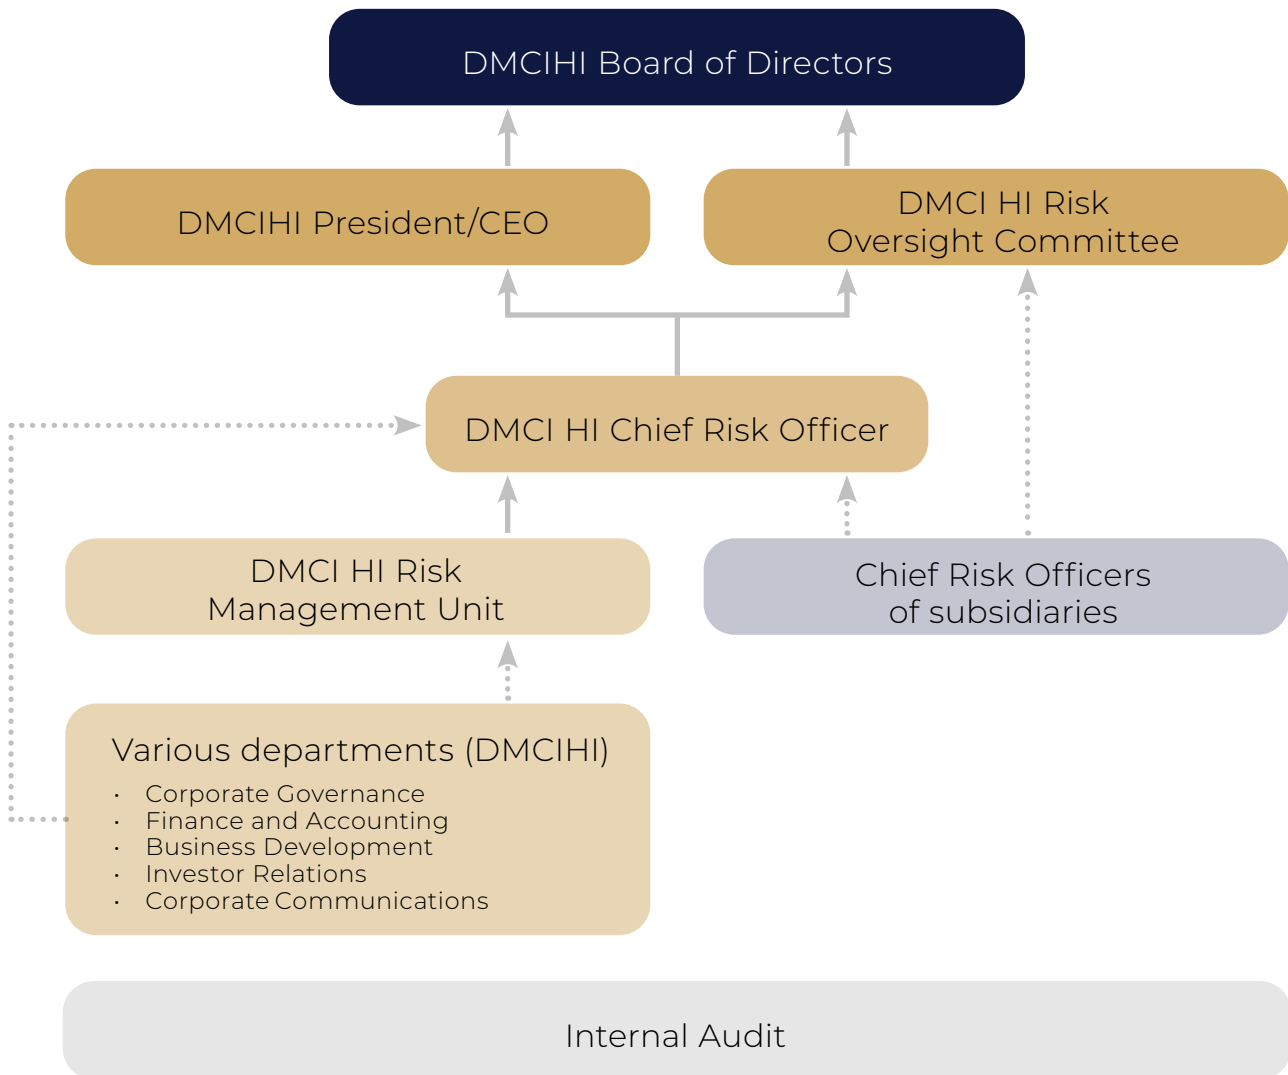 DMCIHI Board of Directors
DMCIHI President/CEO
DMCI HI Risk
Oversight Committee
DMCI HI Chief Risk Officer
DMCI HI Risk
Management Unit
Chief Risk Officers
of subsidiaries
Various departments (DMCIHI)
· Corporate Governance
· Finance and Accounting
· Business Development
· Investor Relations
· Corporate Communications
Internal Audit